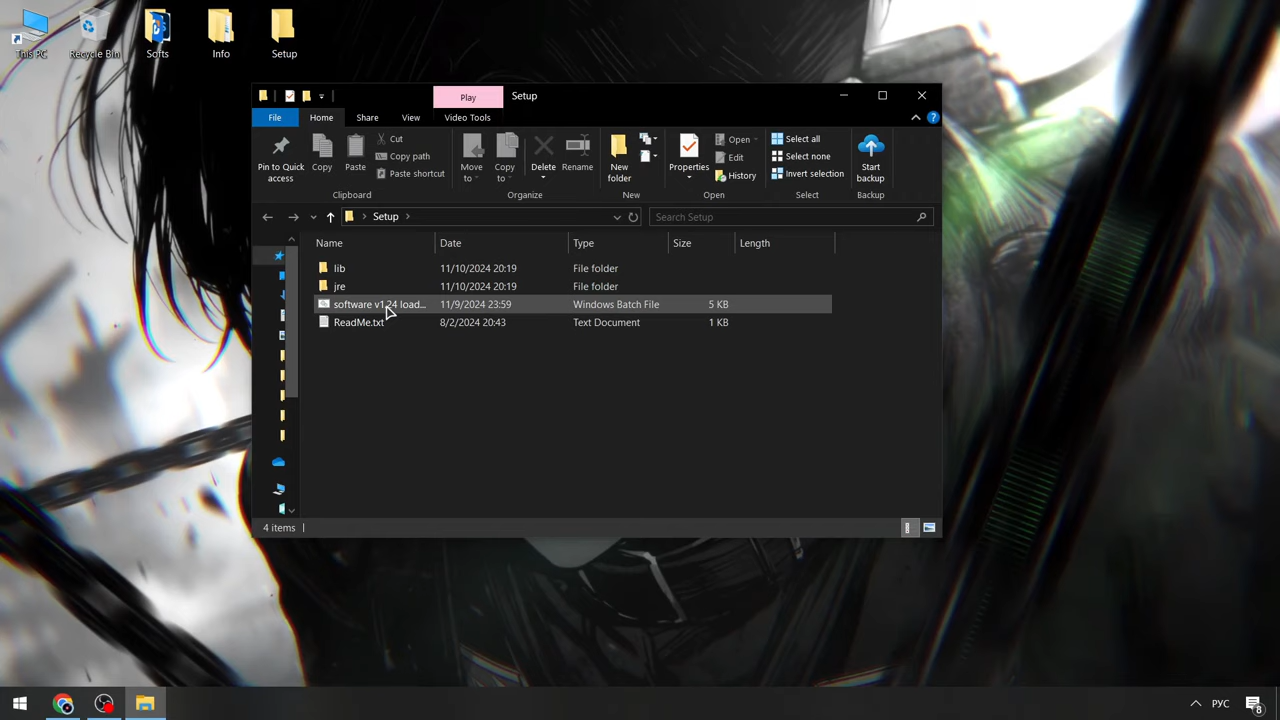 This PC
Recycle Bin
Softs
Info
Setup
Play
Setup
File
Home
Share
View
Video Tools
Pin to Quick
access
Copy
Paste
Cut
Copy path
Paste shortcut
Clipboard
Move
to
Copy
to
Delete
Rename
Organize
New
folder
New
Properties
Open
Edit
History
Open
Select all
Select none
Invert selection
Select
Start
backup
Backup
Setup
Search Setup
Name Date Type Size Length
lib 11/10/2024 20:19 File folder
jre 11/10/2024 20:19 File folder
software v1.24 load... 11/9/2024 23:59 Windows Batch File 5 KB
ReadMe.txt 8/2/2024 20:43 Text Document 1 KB
4 items
РУС
8